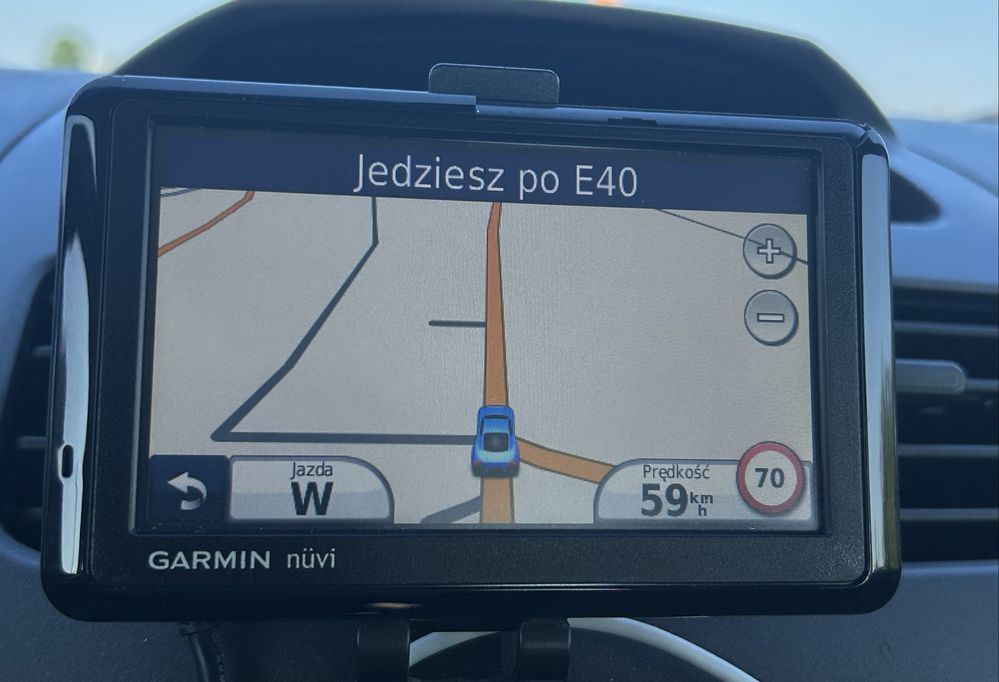 Jedziesz po E40
Jazda
W
Prędkość
59 km/h
70
GARMIN nüvi